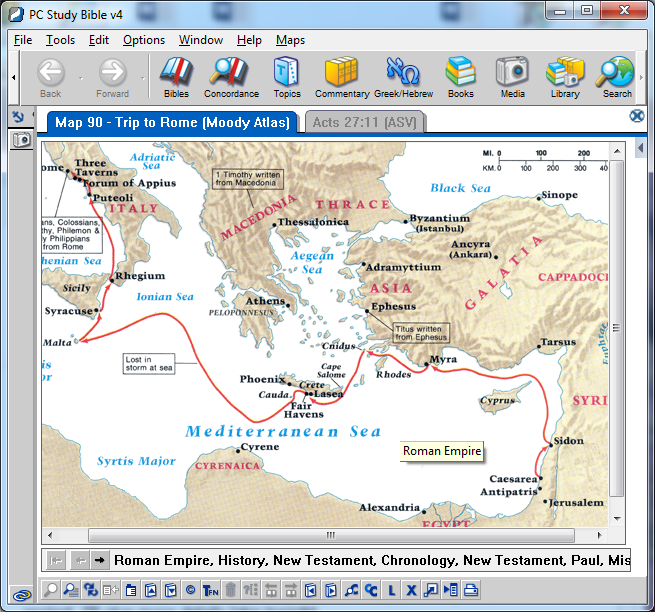 PC Study Bible v4
File Tools Edit Options Window Help Maps
Back Forward Bibles Concordance Topics Commentary Greek/Hebrew Books Media Library Search
Map 90 - Trip to Rome (Moody Atlas) Acts 27:11 (ASV)
MI. 0 200
KM. 0 100 200 300
Adriatic
Sea
Black Sea
ome
Three
Taverns
Forum of Appius
Puteoli
ITALY
1 Timothy written
from Macedonia
MACEDONIA
THRACE
Thessalonica
Byzantium
(Istanbul)
Sinope
Ancyra
(Ankara)
GALATIA
CAPPADOC
ans, Colossians,
thy, Philemon &
y Philippians
from Rome
rhenian Sea
Rhegium
Sicily
Ionian Sea
Syracuse
Malta
Aegean
Sea
Adramyttium
ASIA
Athens
PELOPONNESUS
Ephesus
Titus written
from Ephesus
Tarsus
Cnidus
Myra
Rhodes
Lost in
storm at sea
Cape
Salome
Phoenix
Crete
Cauda
Lasea
Fair
Havens
Cyprus
SYRI
Mediterranean Sea
Sidon
Roman Empire
Syrtis Major
Cyrene
CYRENAICA
Caesarea
Antipatris
Jerusalem
Alexandria
EGYPT
Roman Empire, History, New Testament, Chronology, New Testament, Paul, Mis
© TFN L X